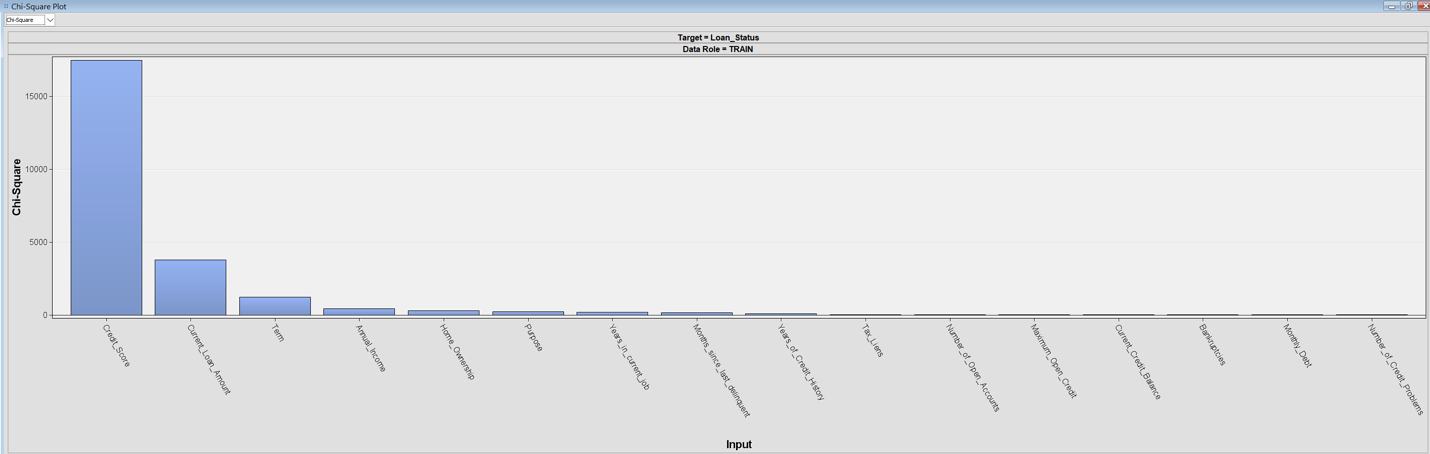 Chi-Square Plot
Chi-Square
Target = Loan_Status
Data Role = TRAIN
Chi-Square
15000
10000
5000
0
Credit_Score
Current_Loan_Amount
Term
Annual_Income
Home_Ownership
Purpose
Years_in_current_job
Months_since_last_delinquent
Years_of_Credit_History
Tax_Liens
Number_of_Open_Accounts
Maximum_Open_Credit
Current_Credit_Balance
Bankruptcies
Monthly_Debt
Number_of_Credit_Problems
Input